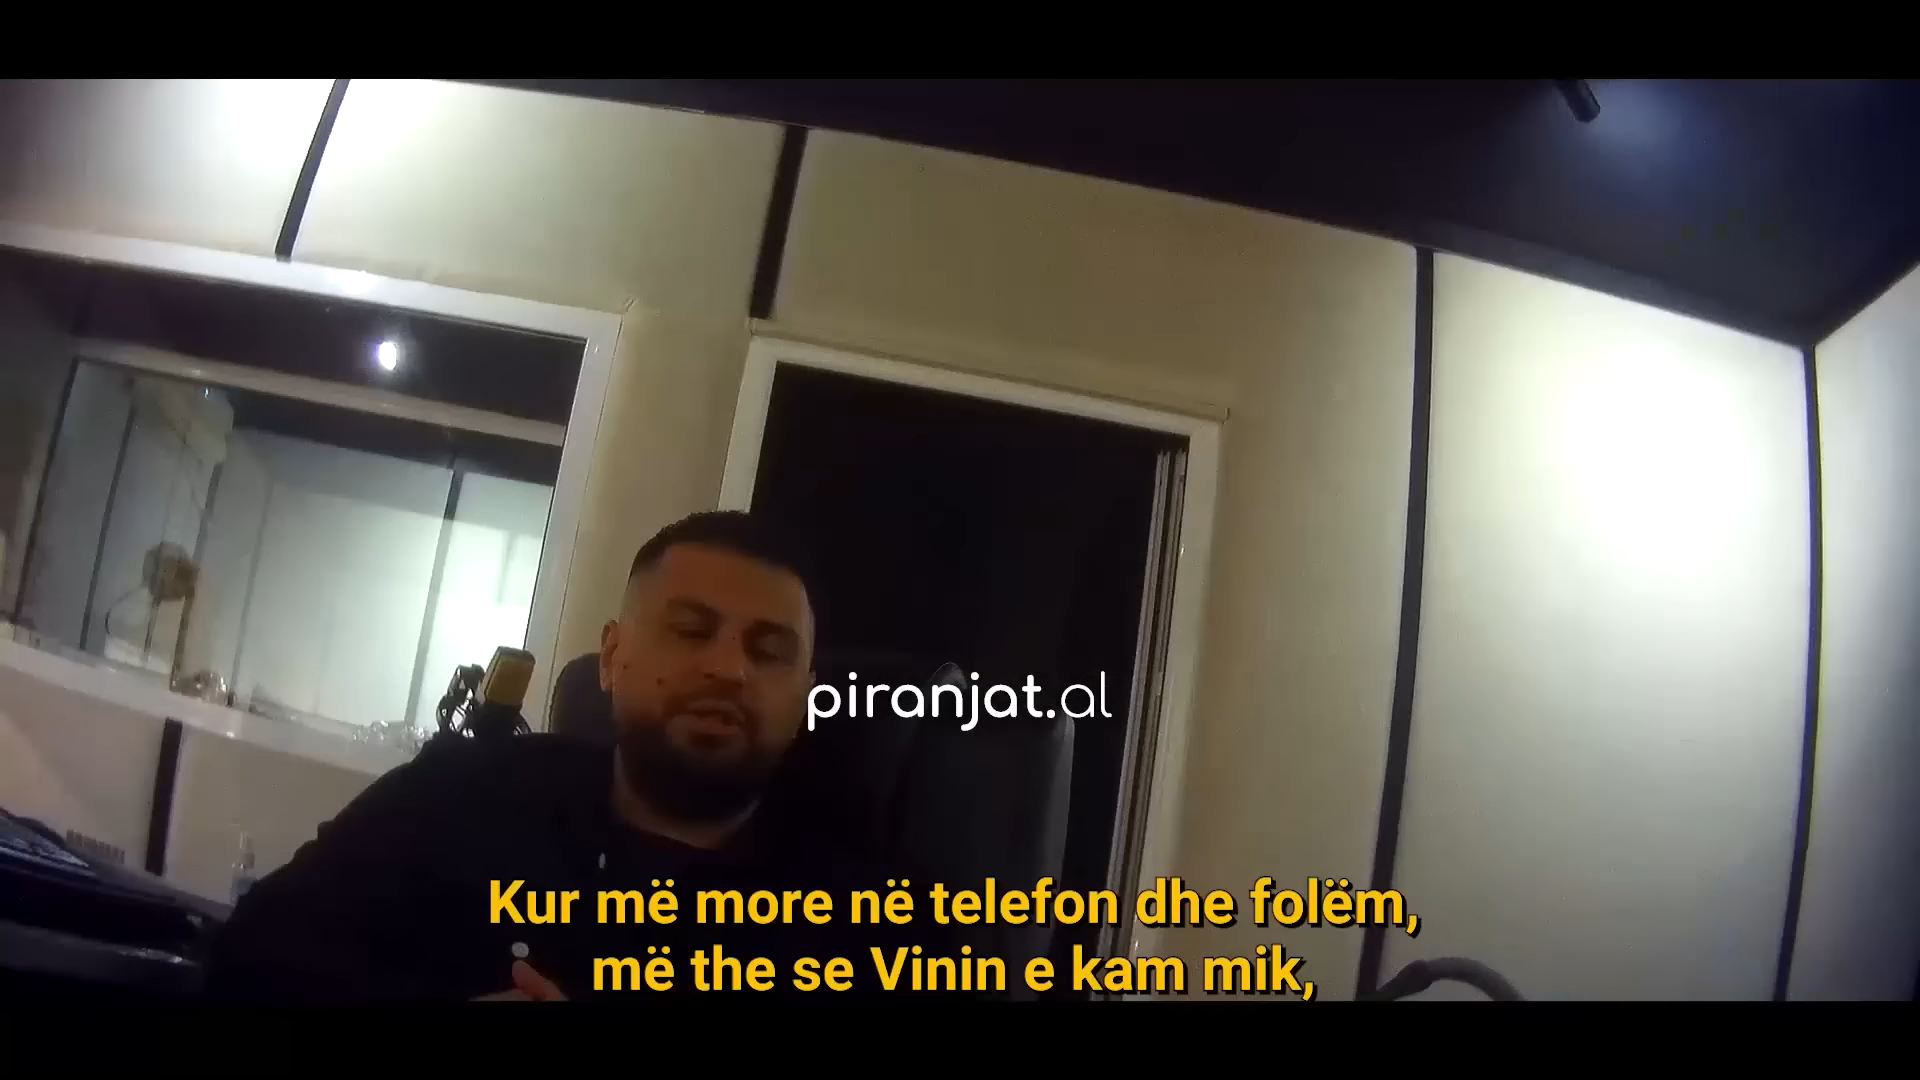 piranjat.al
Kur më more në telefon dhe folëm,
më the se Vinin e kam mik,